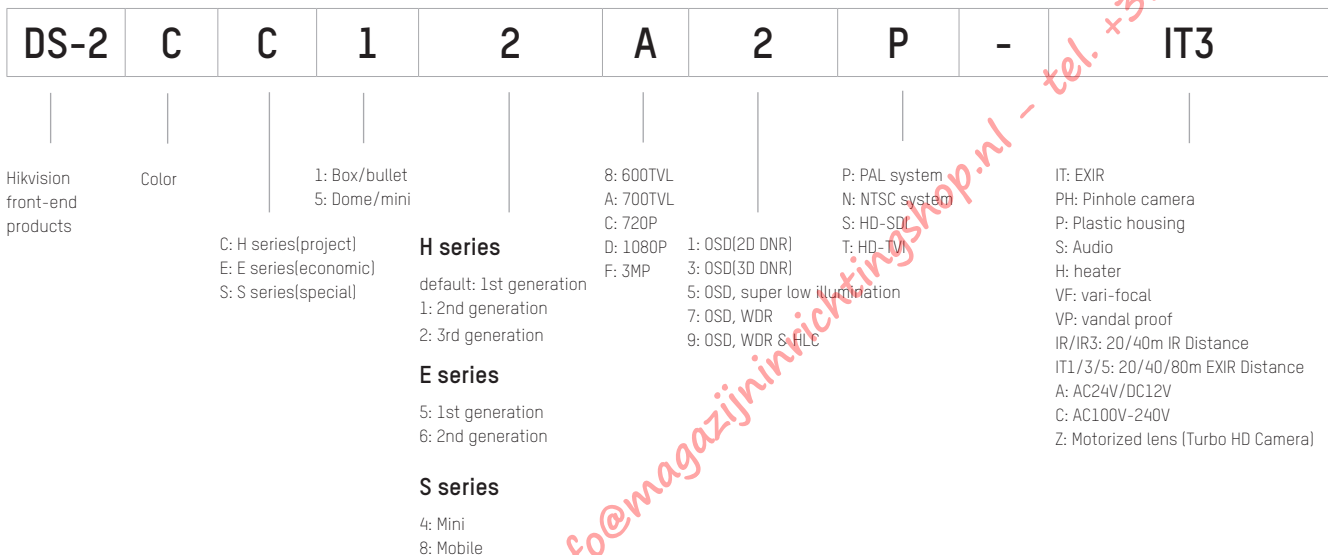 DS-2 C C 1 2 A 2 P - IT3
Hikvision
front-end
products
Color
C: H series(project)
E: E series(economic)
S: S series(special)
1: Box/bullet
5: Dome/mini
H series
default: 1st generation
1: 2nd generation
2: 3rd generation
E series
5: 1st generation
6: 2nd generation
S series
4: Mini
8: Mobile
8: 600TVL
A: 700TVL
C: 720P
D: 1080P
F: 3MP
1: OSD(2D DNR)
3: OSD(3D DNR)
5: OSD, super low illumination
7: OSD, WDR
9: OSD, WDR & HLC
P: PAL system
N: NTSC system
S: HD-SDI
T: HD-TVI
IT: EXIR
PH: Pinhole camera
P: Plastic housing
S: Audio
H: heater
VF: vari-focal
VP: vandal proof
IR/IR3: 20/40m IR Distance
IT1/3/5: 20/40/80m EXIR Distance
A: AC24V/DC12V
C: AC100V-240V
Z: Motorized lens (Turbo HD Camera)
fo@magazijninrichtingshop.nl - tel. +3